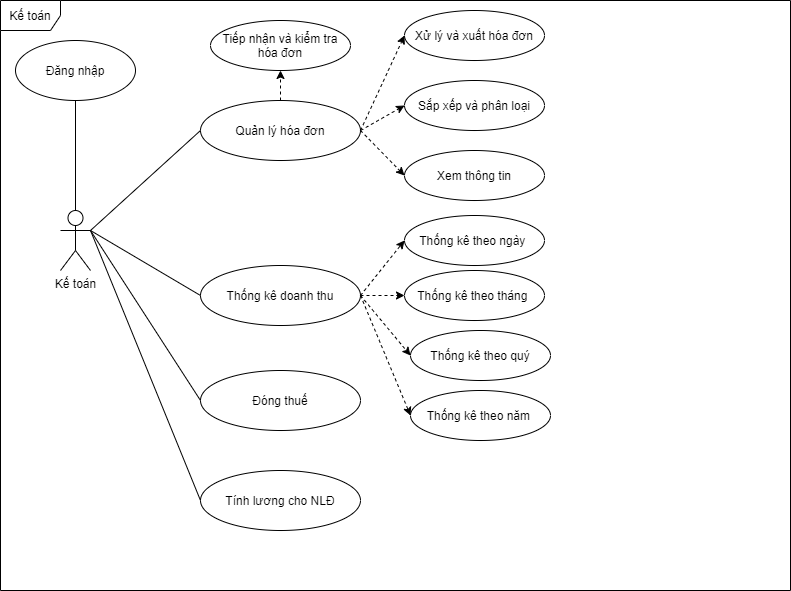 Kế toán
Đăng nhập
Tiếp nhận và kiểm tra
hóa đơn
Xử lý và xuất hóa đơn
Sắp xếp và phân loại
Quản lý hóa đơn
Xem thông tin
Kế toán
Thống kê theo ngày
Thống kê doanh thu
Thống kê theo tháng
Thống kê theo quý
Đóng thuế
Thống kê theo năm
Tính lương cho NLĐ